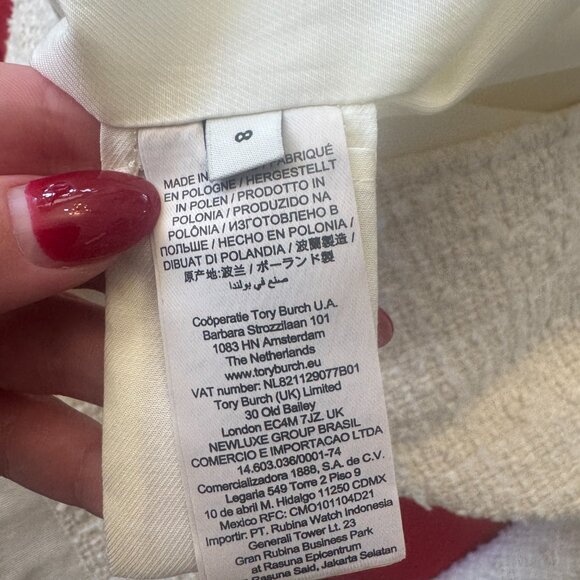 8
MADE IN FABRIQUÉ
EN POLOGNE / HERGESTELLT
IN POLEN / PRODOTTO IN
POLONIA / PRODUZIDO NA
POLÔNIA / ИЗГОТОВЛЕНО В
ПОЛЬШЕ / HECHO EN POLONIA /
DIBUAT DI POLANDIA / 波蘭製造 /
原产地:波兰 / ポーランド製 /
صنع في بولندا
Coöperatie Tory Burch U.A.
Barbara Strozzilaan 101
1083 HN Amsterdam
The Netherlands
www.toryburch.eu
VAT number: NL821129077B01
Tory Burch (UK) Limited
30 Old Bailey
London EC4M 7JZ. UK
NEWLUXE GROUP BRASIL
COMERCIO E IMPORTACAO LTDA
14.603.036/0001-74
Comercializadora 1888, S.A. de C.V.
Legaria 549 Torre 2 Piso 9
10 de abril M. Hidalgo 11250 CDMX
Mexico RFC: CMO101104D21
Importir: PT. Rubina Watch Indonesia
Generali Tower Lt. 23
Gran Rubina Business Park
at Rasuna Epicentrum
Rasuna Said, Jakarta Selatan